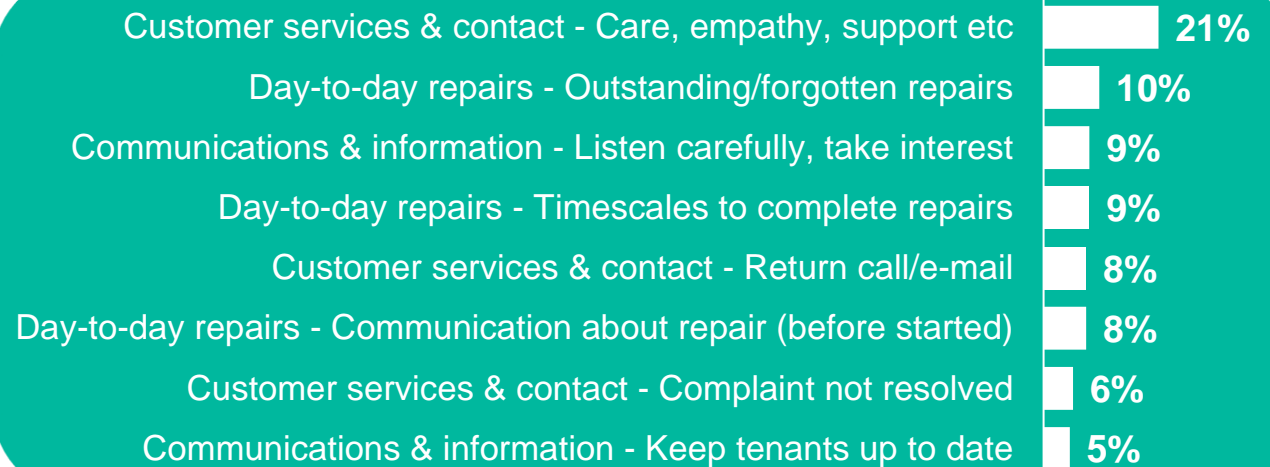 Customer services & contact - Care, empathy, support etc 21%
Day-to-day repairs - Outstanding/forgotten repairs 10%
Communications & information - Listen carefully, take interest 9%
Day-to-day repairs - Timescales to complete repairs 9%
Customer services & contact - Return call/e-mail 8%
Day-to-day repairs - Communication about repair (before started) 8%
Customer services & contact - Complaint not resolved 6%
Communications & information - Keep tenants up to date 5%